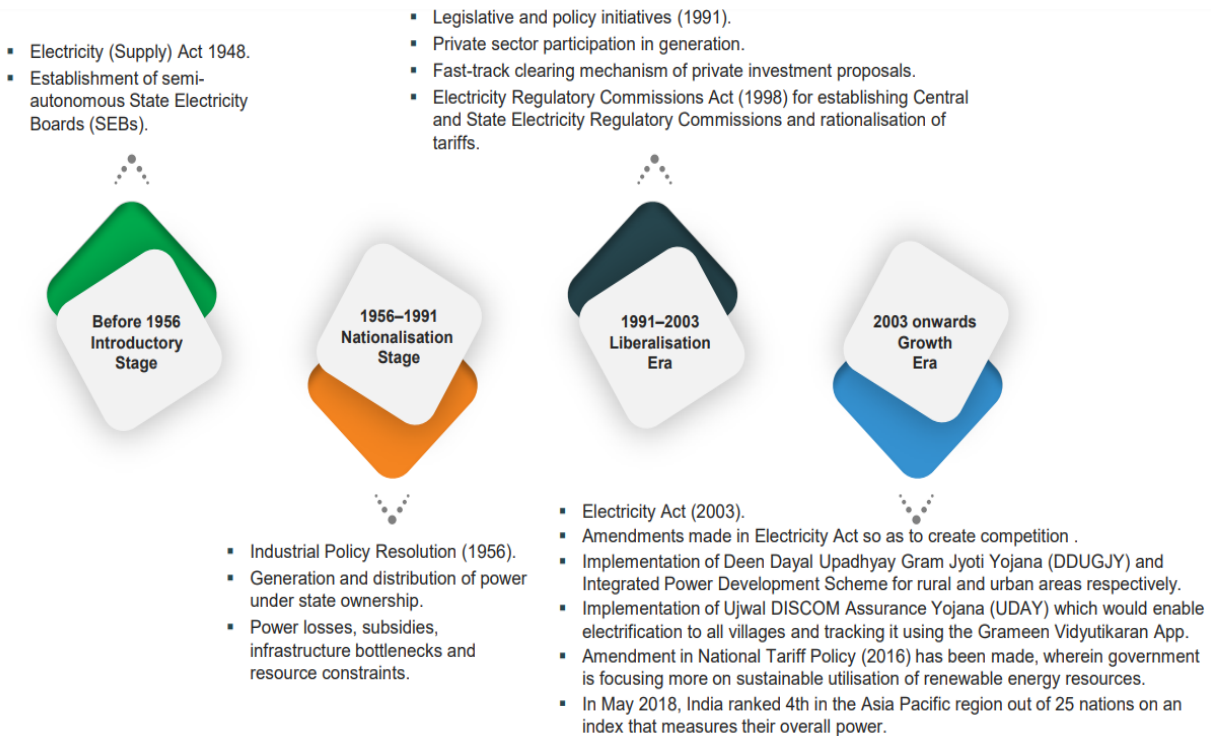 ▪ Electricity (Supply) Act 1948.
▪ Establishment of semi-
autonomous State Electricity
Boards (SEBs).
▪ Legislative and policy initiatives (1991).
▪ Private sector participation in generation.
▪ Fast-track clearing mechanism of private investment proposals.
▪ Electricity Regulatory Commissions Act (1998) for establishing Central
and State Electricity Regulatory Commissions and rationalisation of
tariffs.
Before 1956
Introductory
Stage
1956–1991
Nationalisation
Stage
1991–2003
Liberalisation
Era
2003 onwards
Growth
Era
▪ Industrial Policy Resolution (1956).
▪ Generation and distribution of power
under state ownership.
▪ Power losses, subsidies,
infrastructure bottlenecks and
resource constraints.
▪ Electricity Act (2003).
▪ Amendments made in Electricity Act so as to create competition .
▪ Implementation of Deen Dayal Upadhyay Gram Jyoti Yojana (DDUGJY) and
Integrated Power Development Scheme for rural and urban areas respectively.
▪ Implementation of Ujwal DISCOM Assurance Yojana (UDAY) which would enable
electrification to all villages and tracking it using the Grameen Vidyutikaran App.
▪ Amendment in National Tariff Policy (2016) has been made, wherein government
is focusing more on sustainable utilisation of renewable energy resources.
▪ In May 2018, India ranked 4th in the Asia Pacific region out of 25 nations on an
index that measures their overall power.